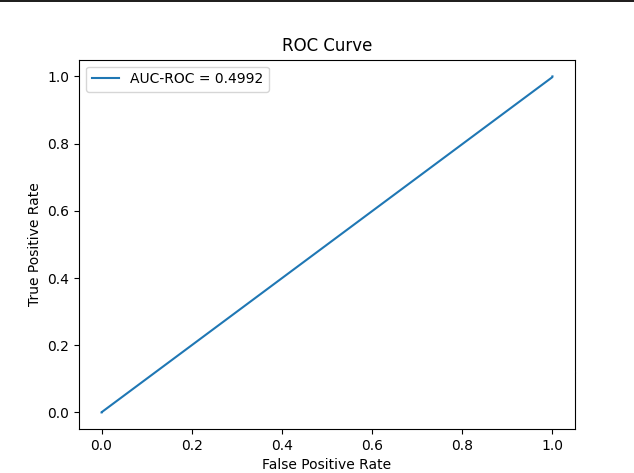 ROC Curve
AUC-ROC = 0.4992
True Positive Rate
1.0
0.8
0.6
0.4
0.2
0.0
0.0 0.2 0.4 0.6 0.8 1.0
False Positive Rate